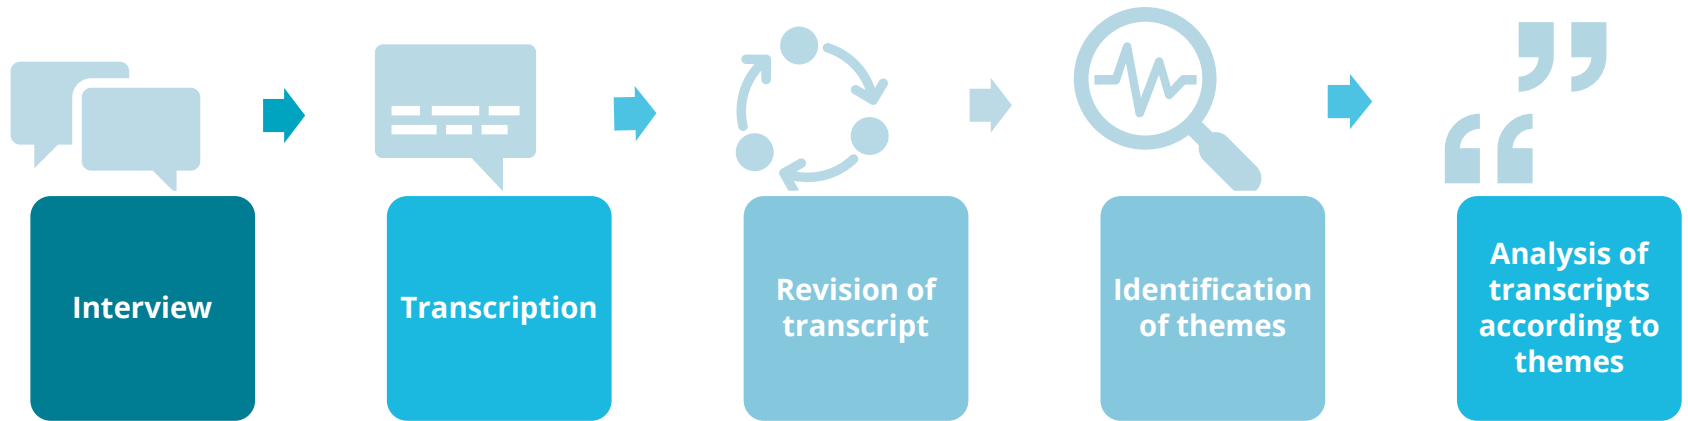 Interview
Transcription
Revision of
transcript
Identification
of themes
Analysis of
transcripts
according to
themes